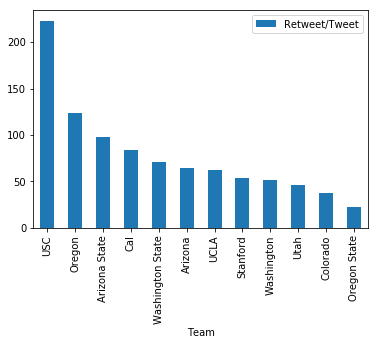 Retweet/Tweet
200
150
100
50
0
USC
Oregon
Arizona State
Cal
Washington State
Arizona
UCLA
Stanford
Washington
Utah
Colorado
Oregon State
Team